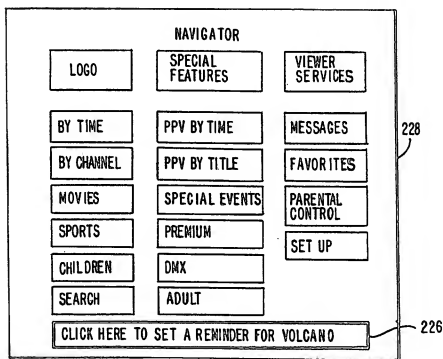 NAVIGATOR
LOGO
SPECIAL
FEATURES
VIEWER
SERVICES
BY TIME
PPV BY TIME
MESSAGES
228
BY CHANNEL
PPV BY TITLE
FAVORITES
MOVIES
SPECIAL EVENTS
PARENTAL
CONTROL
SPORTS
PREMIUM
SET UP
CHILDREN
DMX
SEARCH
ADULT
CLICK HERE TO SET A REMINDER FOR VOLCANO
226